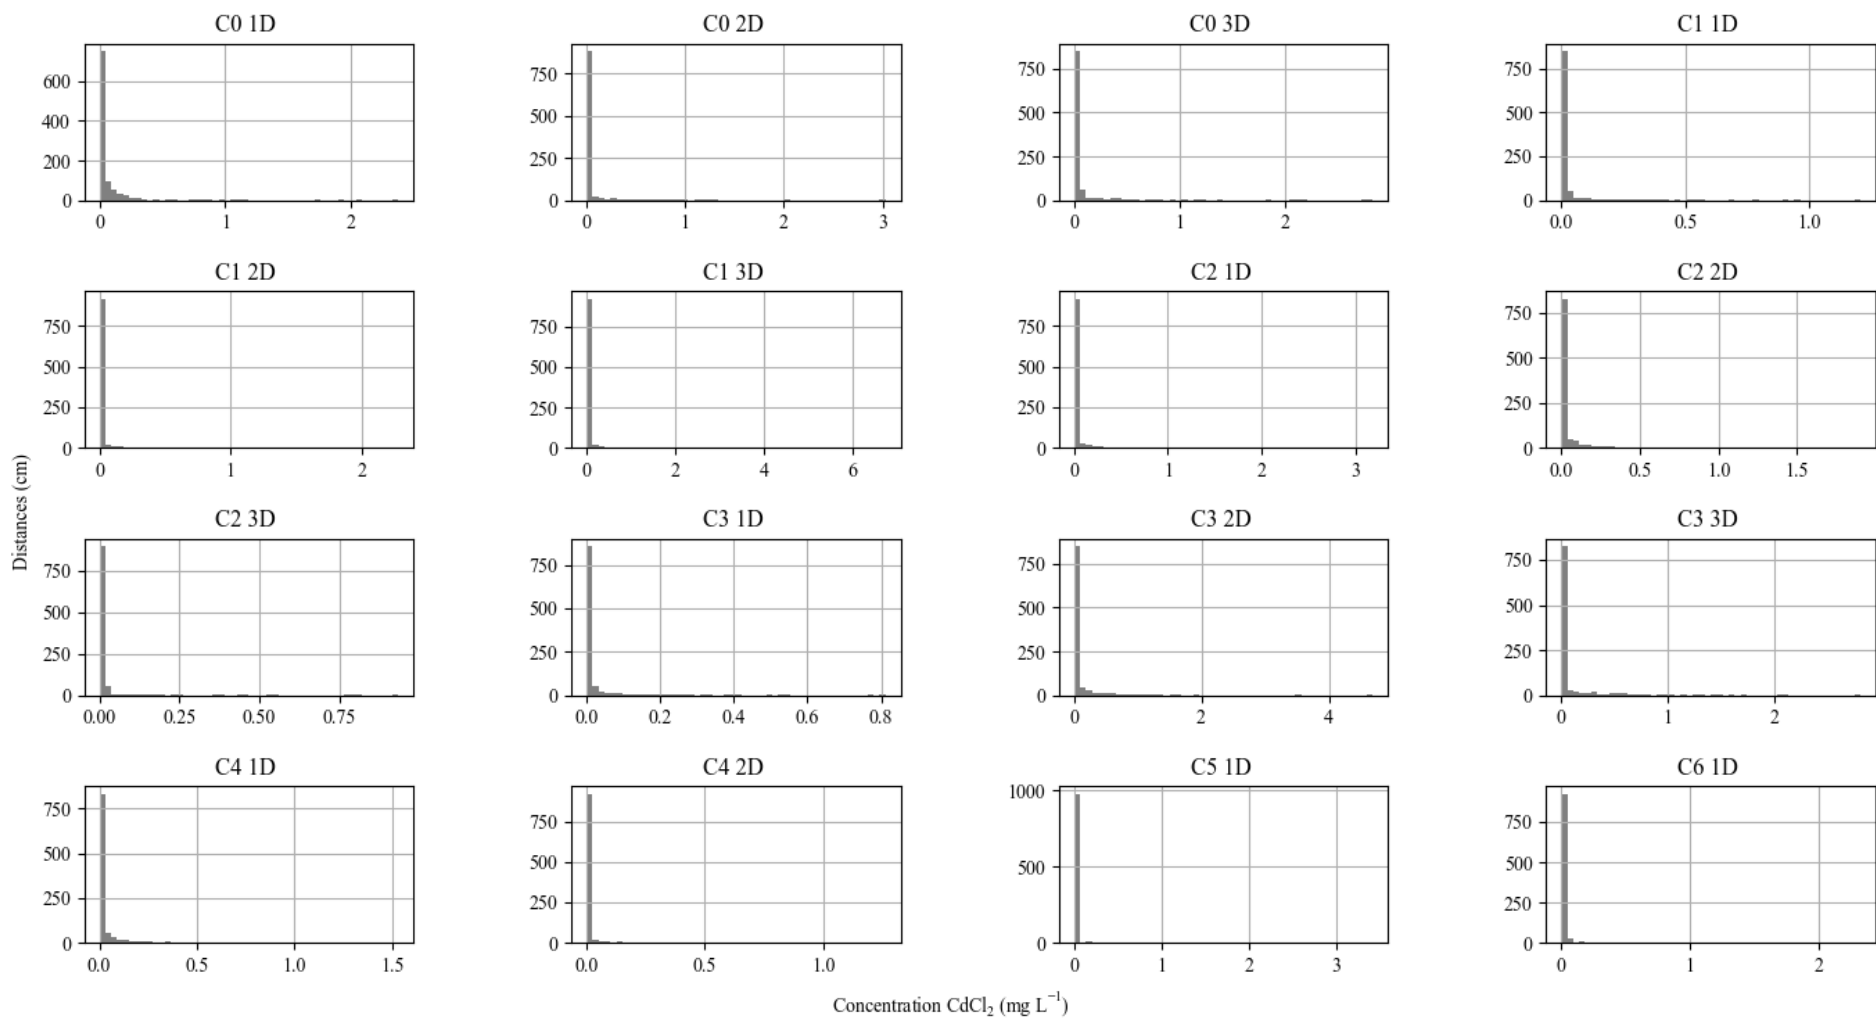 C0 1D
C0 2D
C0 3D
C1 1D
600
400
200
0
0 1 2
750
500
250
0
0 1 2 3
750
500
250
0
0 1 2
750
500
250
0
0.0 0.5 1.0
C1 2D
C1 3D
C2 1D
C2 2D
750
500
250
0
0 1 2
750
500
250
0
0 2 4 6
750
500
250
0
0 1 2 3
750
500
250
0
0.0 0.5 1.0 1.5
Distances (cm)
C2 3D
C3 1D
C3 2D
C3 3D
750
500
250
0
0.00 0.25 0.50 0.75
750
500
250
0
0.0 0.2 0.4 0.6 0.8
750
500
250
0
0 2 4
750
500
250
0
0 1 2
C4 1D
C4 2D
C5 1D
C6 1D
750
500
250
0
0.0 0.5 1.0 1.5
750
500
250
0
0.0 0.5 1.0
1000
500
0
0 1 2 3
750
500
250
0
0 1 2
Concentration CdCl₂ (mg L⁻¹)